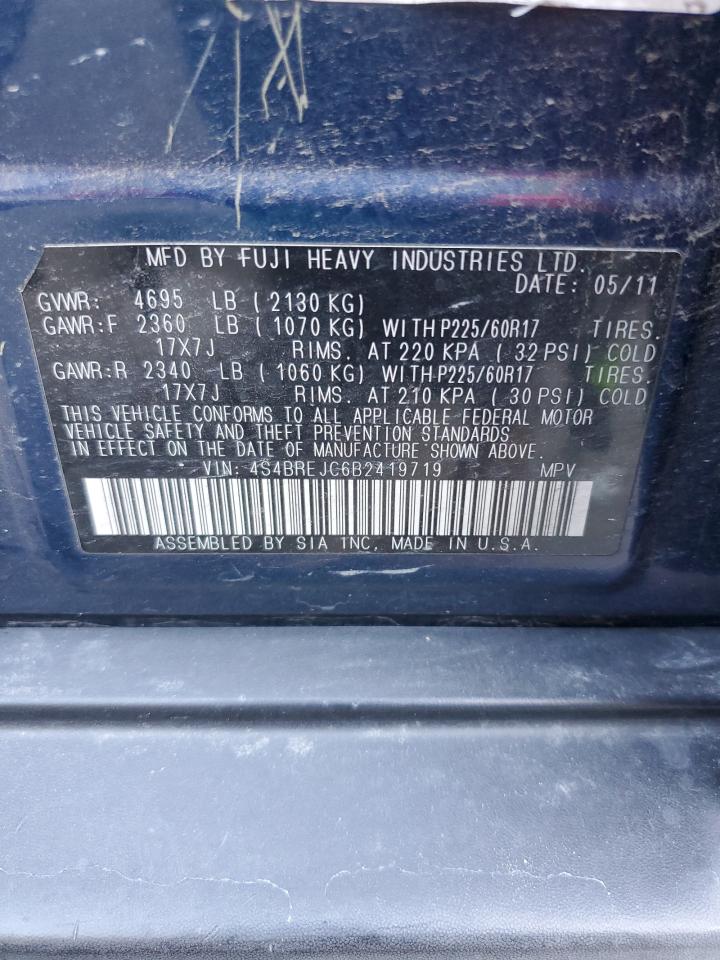 MFD BY FUJI HEAVY INDUSTRIES LTD.
DATE: 05/11
GVWR: 4695 LB ( 2130 KG)
GAWR:F 2360 LB ( 1070 KG) WITH P225/60R17 TIRES.
17X7J RIMS. AT 220 KPA ( 32 PSI) COLD
GAWR:R 2340 LB ( 1060 KG) WITH P225/60R17 TIRES.
17X7J RIMS. AT 210 KPA ( 30 PSI) COLD
THIS VEHICLE CONFORMS TO ALL APPLICABLE FEDERAL MOTOR
VEHICLE SAFETY AND THEFT PREVENTION STANDARDS
IN EFFECT ON THE DATE OF MANUFACTURE SHOWN ABOVE.
VIN: 4S4BREJC6B2419719 MPV
ASSEMBLED BY SIA INC, MADE IN U.S.A.